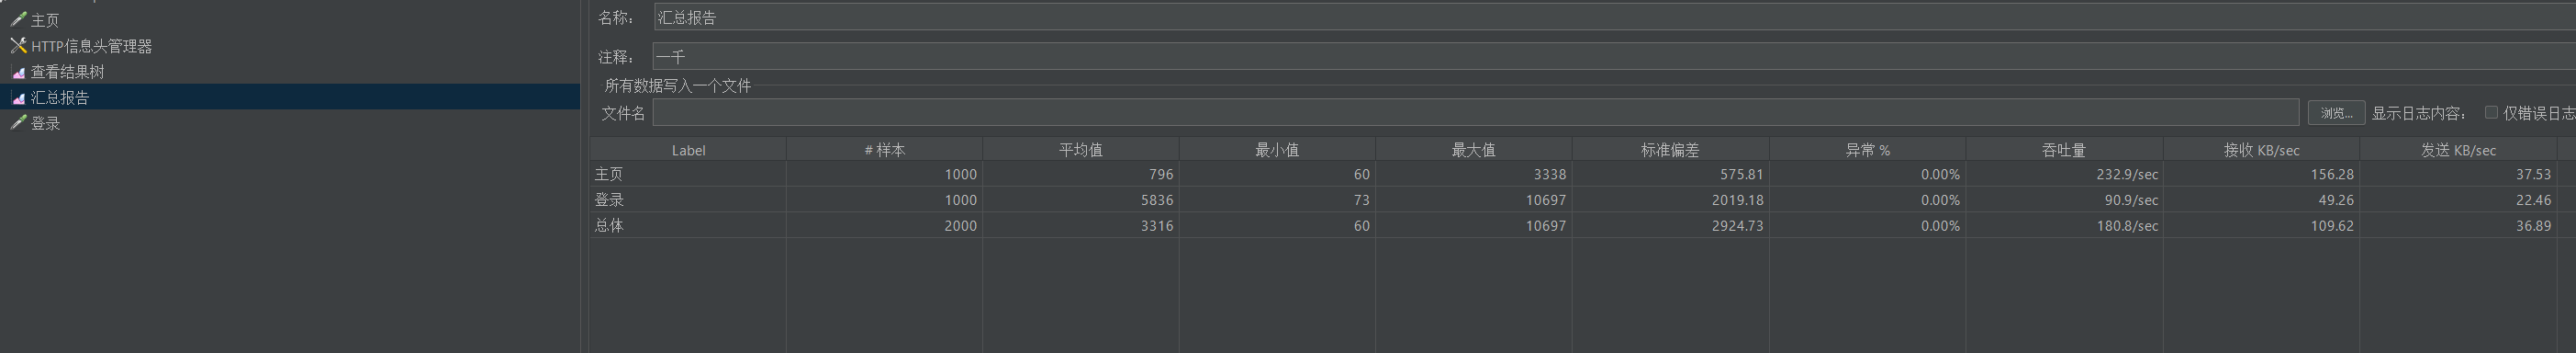 主页
HTTP信息头管理器
查看结果树
汇总报告
登录
名称： 汇总报告
注释： 一千
所有数据写入一个文件
文件名 浏览... 显示日志内容： 仅错误日志
Label # 样本 平均值 最小值 最大值 标准偏差 异常 % 吞吐量 接收 KB/sec 发送 KB/sec
主页 1000 796 60 3338 575.81 0.00% 232.9/sec 156.28 37.53
登录 1000 5836 73 10697 2019.18 0.00% 90.9/sec 49.26 22.46
总体 2000 3316 60 10697 2924.73 0.00% 180.8/sec 109.62 36.89